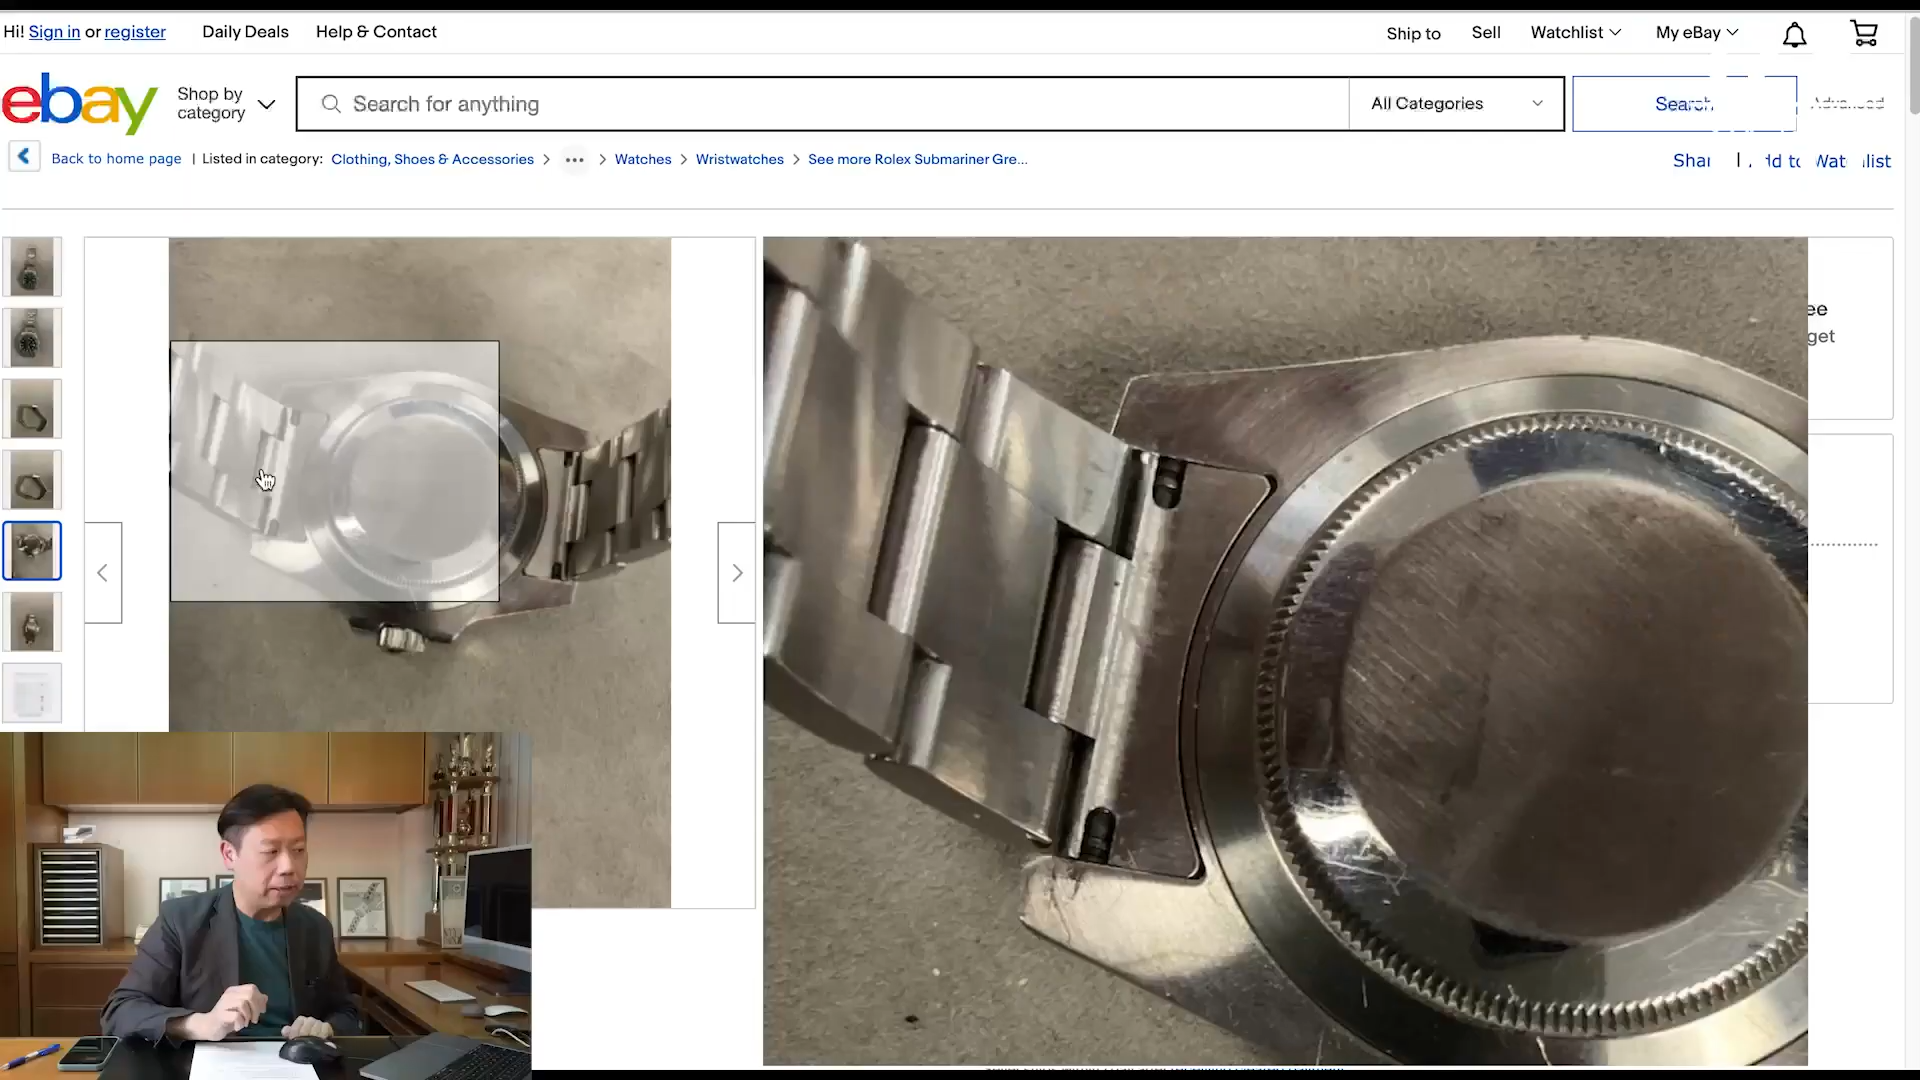 Hi! Sign in or register Daily Deals Help & Contact
Ship to Sell Watchlist My eBay
ebay
Shop by
category
Search for anything
All Categories
Search
Advanced
Back to home page | Listed in category: Clothing, Shoes & Accessories > ... > Watches > Wristwatches > See more Rolex Submariner Gre...